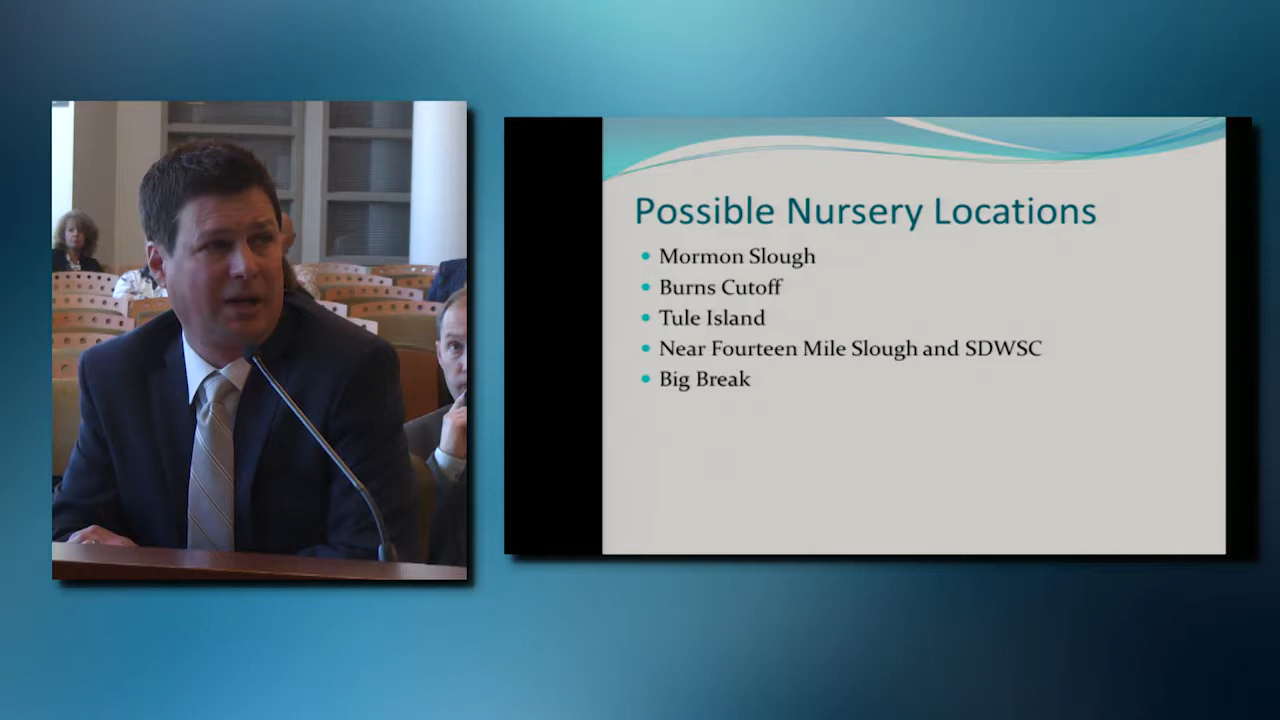 Possible Nursery Locations
• Mormon Slough
• Burns Cutoff
• Tule Island
• Near Fourteen Mile Slough and SDWSC
• Big Break